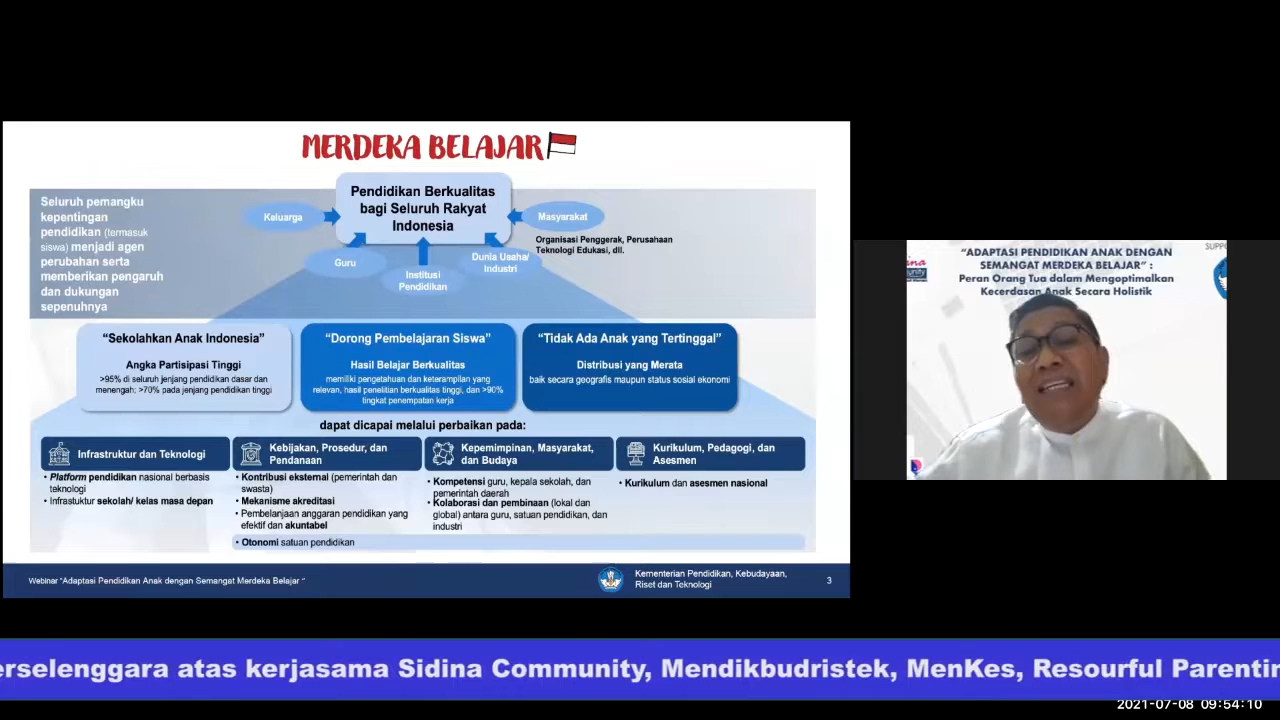 MERDEKA BELAJAR
Seluruh pemangku
kepentingan
pendidikan (termasuk
siswa) menjadi agen
perubahan serta
memberikan pengaruh
dan dukungan
sepenuhnya
Pendidikan Berkualitas
bagi Seluruh Rakyat
Indonesia
Keluarga
Guru
Institusi
Pendidikan
Dunia Usaha/
Industri
Masyarakat
Organisasi Penggerak, Perusahaan
Teknologi Edukasi, dll.
“Sekolahkan Anak Indonesia”
Angka Partisipasi Tinggi
>95% di seluruh jenjang pendidikan dasar dan
menengah; >70% pada jenjang pendidikan tinggi
“Dorong Pembelajaran Siswa”
Hasil Belajar Berkualitas
memiliki pengetahuan dan keterampilan yang
relevan, hasil penelitian berkualitas tinggi, dan >90%
tingkat penempatan kerja
“Tidak Ada Anak yang Tertinggal”
Distribusi yang Merata
baik secara geografis maupun status sosial ekonomi
dapat dicapai melalui perbaikan pada:
Infrastruktur dan Teknologi
• Platform pendidikan nasional berbasis
teknologi
• Infrastuktur sekolah/ kelas masa depan
Kebijakan, Prosedur, dan
Pendanaan
• Kontribusi eksternal (pemerintah dan
swasta)
• Mekanisme akreditasi
• Pembelanjaan anggaran pendidikan yang
efektif dan akuntabel
Kepemimpinan, Masyarakat,
dan Budaya
• Kompetensi guru, kepala sekolah, dan
pemerintah daerah
• Kolaborasi dan pembinaan (lokal dan
global) antara guru, satuan pendidikan, dan
industri
Kurikulum, Pedagogi, dan
Asesmen
• Kurikulum dan asesmen nasional
• Otonomi satuan pendidikan
Webinar “Adaptasi Pendidikan Anak dengan Semangat Merdeka Belajar “
Kementerian Pendidikan, Kebudayaan,
Riset dan Teknologi
3
“ADAPTASI PENDIDIKAN ANAK DENGAN
SEMANGAT MERDEKA BELAJAR” :
Peran Orang Tua dalam Mengoptimalkan
Kecerdasan Anak Secara Holistik
SUPPO
ina
unity
erselenggara atas kerjasama Sidina Community, Mendikbudristek, MenKes, Resourful Parentin
2021-07-08 09:54:10